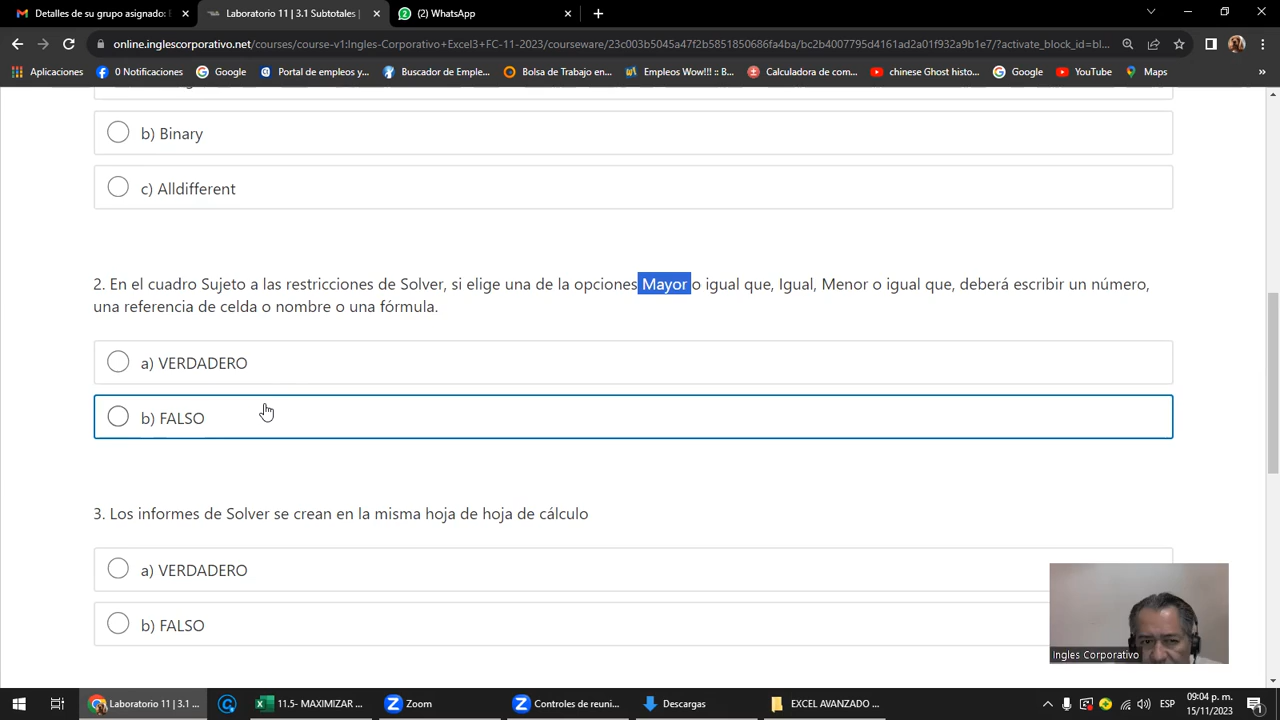 Detalles de su grupo asignado: I
Laboratorio 11 | 3.1 Subtotales |
(2) WhatsApp
online.inglescorporativo.net/courses/course-v1:Ingles-Corporativo+Excel3+FC-11-2023/courseware/23c003b5045a47f2b5851850686fa4ba/bc2b4007795d4161ad2a01f932a9b1e7/?activate_block_id=bl...
Aplicaciones
0 Notificaciones
Google
Portal de empleos y...
Buscador de Emple...
Bolsa de Trabajo en...
Empleos Wow!!! :: B...
Calculadora de com...
chinese Ghost histo...
Google
YouTube
Maps
b) Binary
c) Alldifferent
2. En el cuadro Sujeto a las restricciones de Solver, si elige una de la opciones Mayor o igual que, Igual, Menor o igual que, deberá escribir un número,
una referencia de celda o nombre o una fórmula.
a) VERDADERO
b) FALSO
3. Los informes de Solver se crean en la misma hoja de hoja de cálculo
a) VERDADERO
b) FALSO
Ingles Corporativo
Laboratorio 11 | 3.1 ...
11.5- MAXIMIZAR ...
Zoom
Controles de reuni...
Descargas
EXCEL AVANZADO ...
ESP
09:04 p. m.
15/11/2023